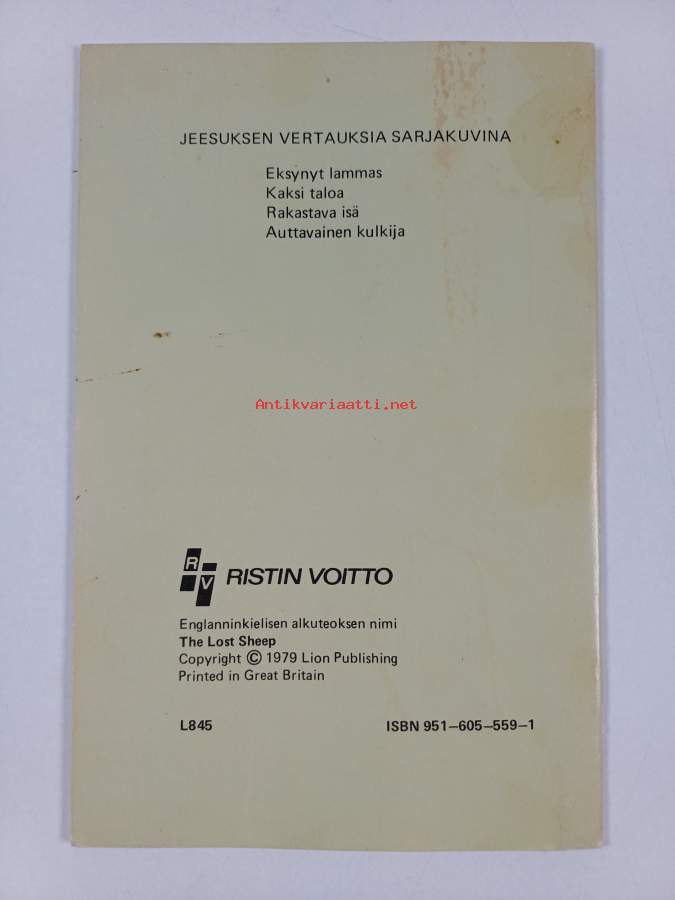 JEESUKSEN VERTAUKSIA SARJAKUVINA
Eksynyt lammas
Kaksi taloa
Rakastava isä
Auttavainen kulkija
Antikvariaatti.net
R
V
RISTIN VOITTO
Englanninkielisen alkuteoksen nimi
The Lost Sheep
Copyright © 1979 Lion Publishing
Printed in Great Britain
L845 ISBN 951–605–559–1